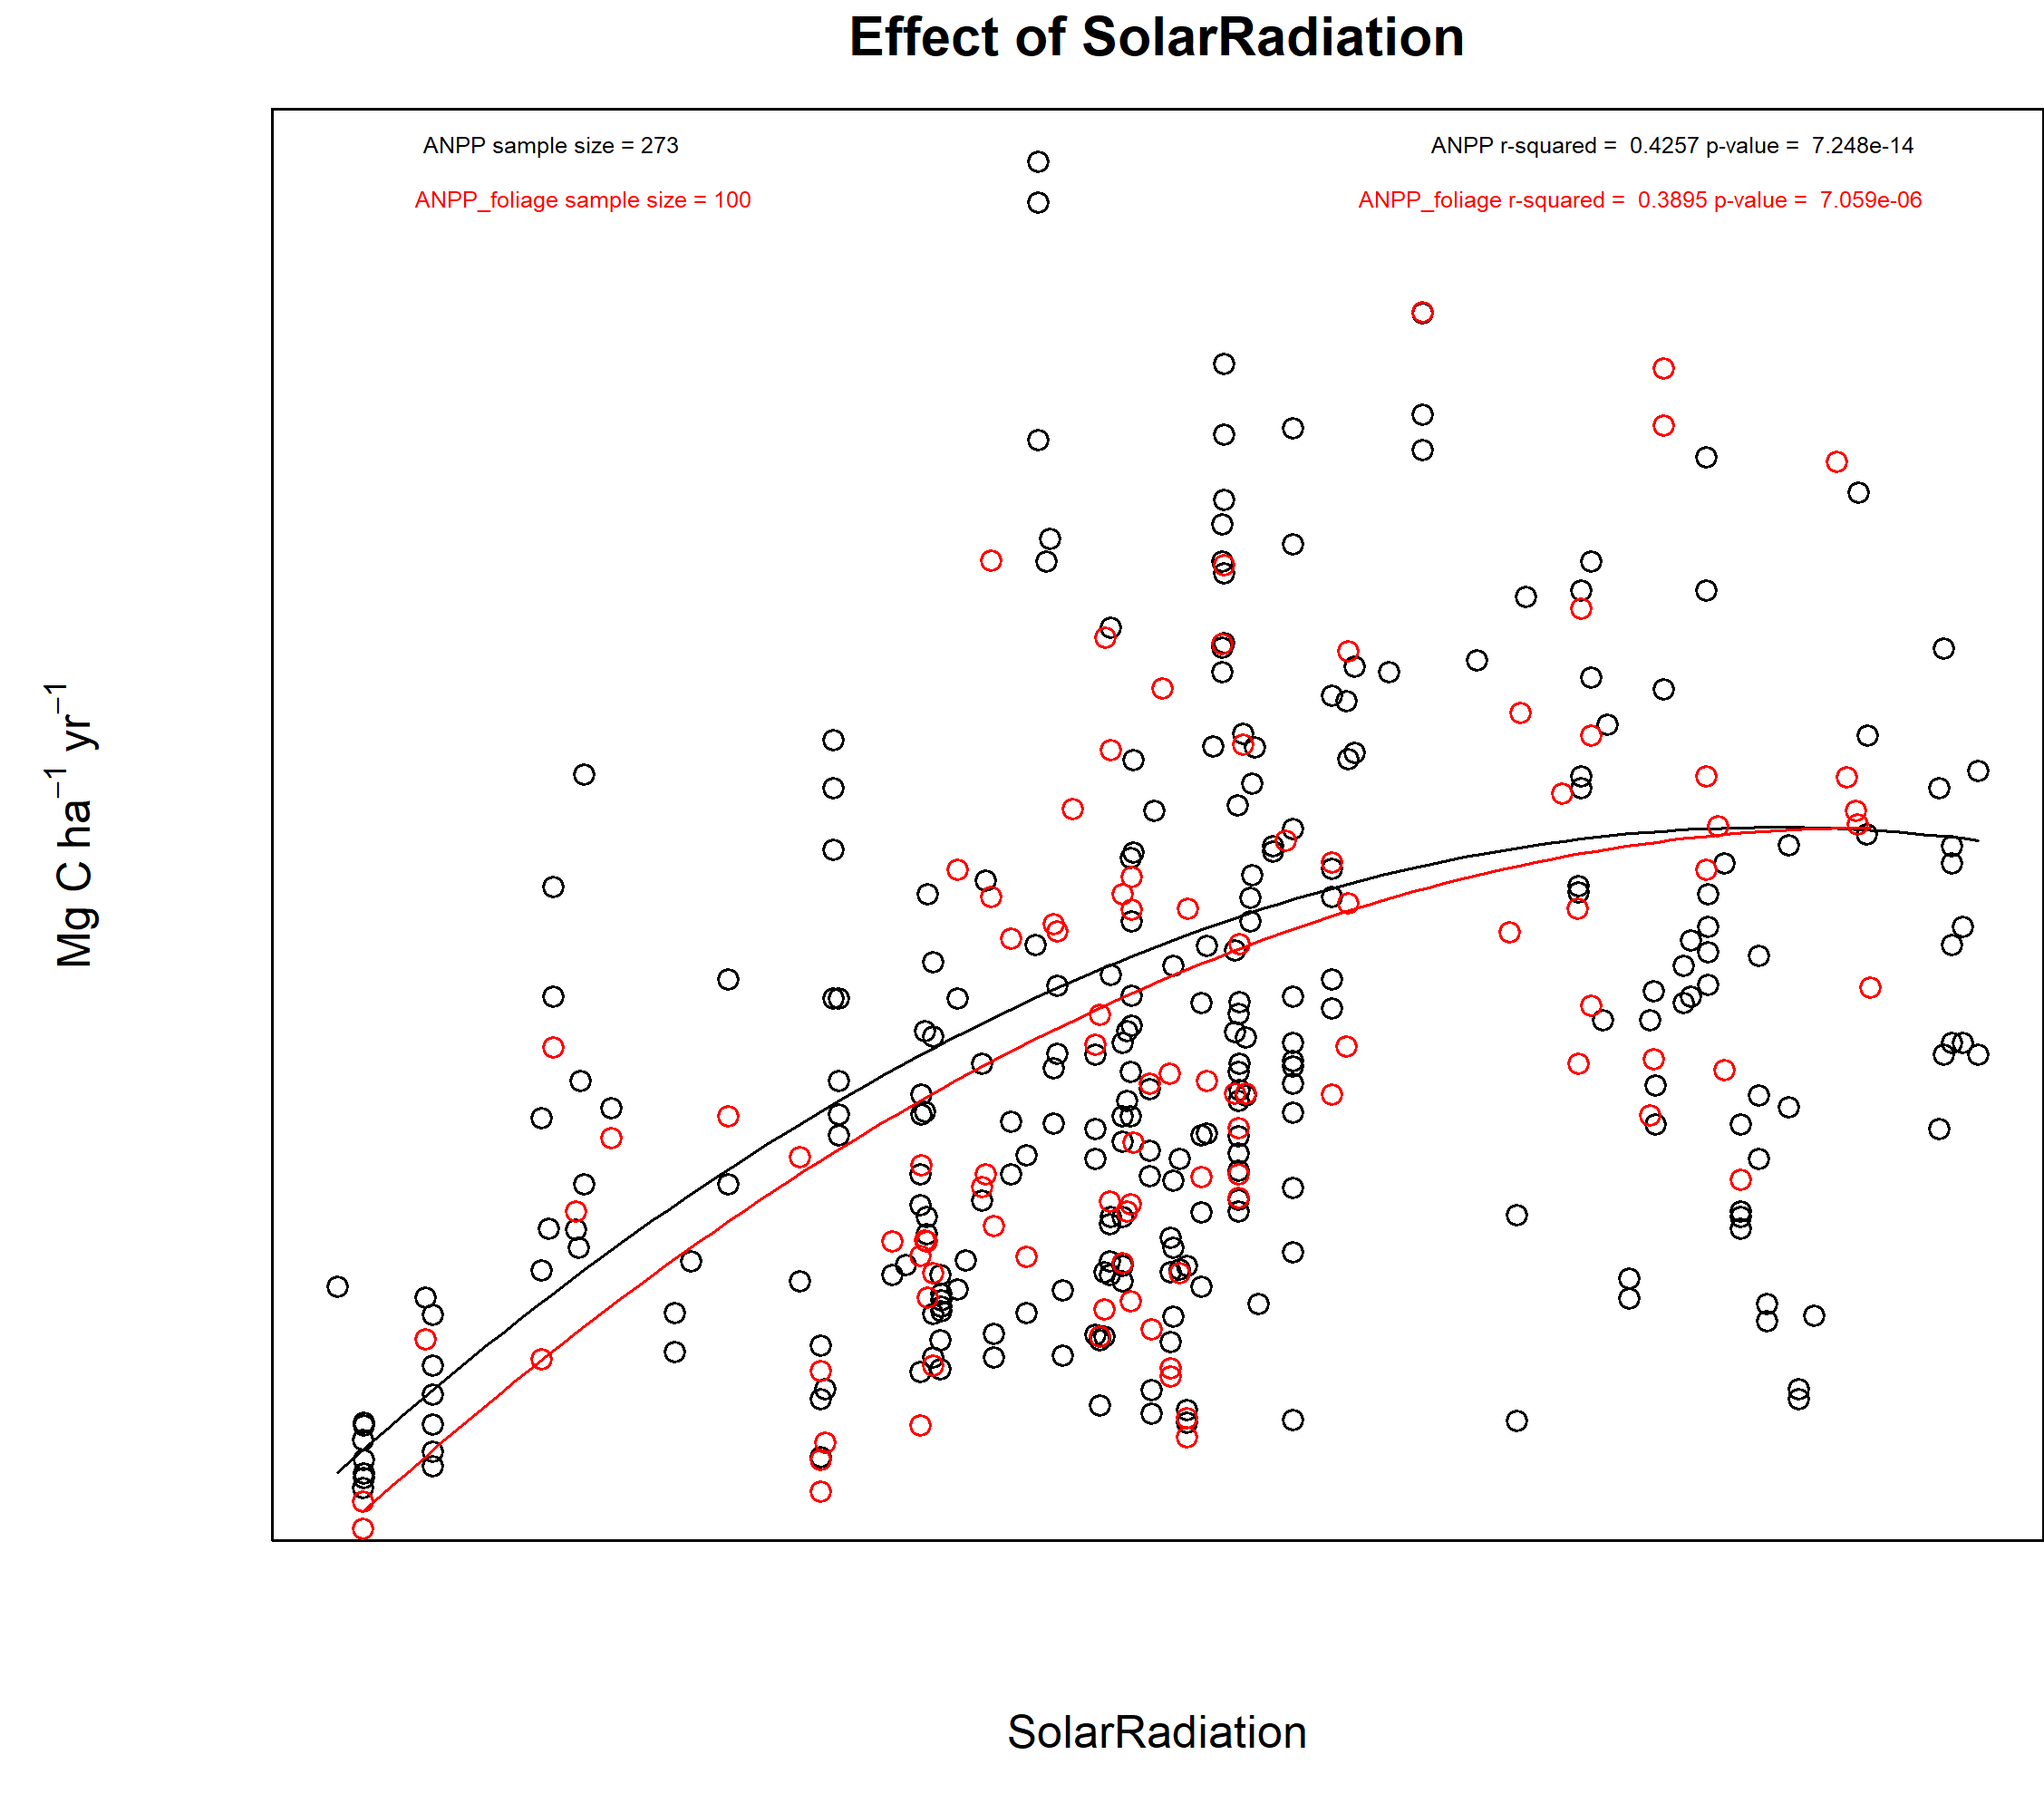 Effect of SolarRadiation
ANPP sample size = 273
ANPP r-squared = 0.4257 p-value = 7.248e-14
ANPP_foliage sample size = 100
ANPP_foliage r-squared = 0.3895 p-value = 7.059e-06
Mg C ha⁻¹ yr⁻¹
SolarRadiation